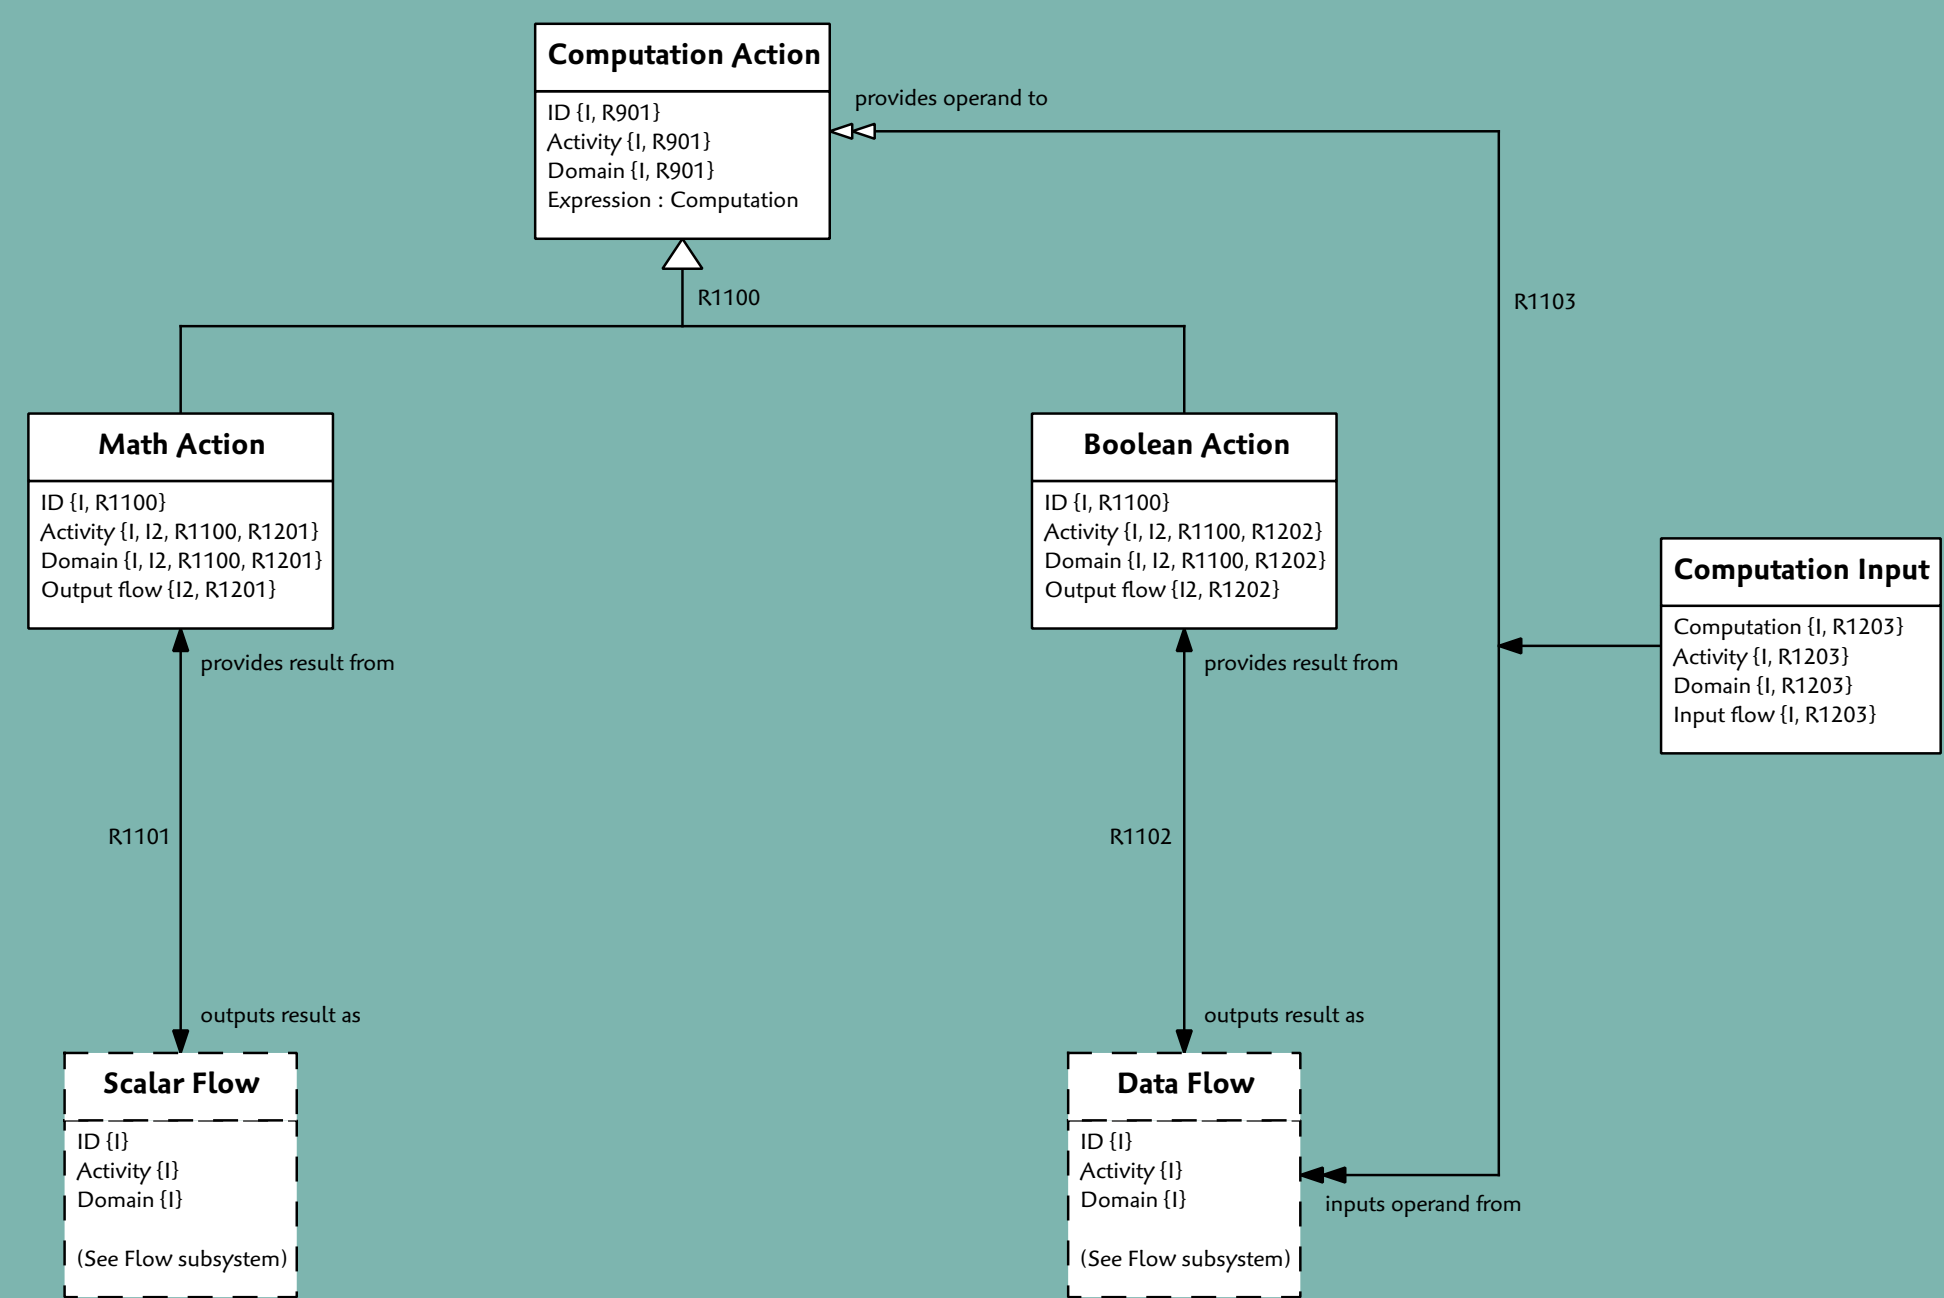 Computation Action
ID {I, R901}
Activity {I, R901}
Domain {I, R901}
Expression : Computation
provides operand to
R1100
R1103
Math Action
ID {I, R1100}
Activity {I, I2, R1100, R1201}
Domain {I, I2, R1100, R1201}
Output flow {I2, R1201}
Boolean Action
ID {I, R1100}
Activity {I, I2, R1100, R1202}
Domain {I, I2, R1100, R1202}
Output flow {I2, R1202}
Computation Input
Computation {I, R1203}
Activity {I, R1203}
Domain {I, R1203}
Input flow {I, R1203}
provides result from
provides result from
R1101
R1102
outputs result as
outputs result as
Scalar Flow
ID {I}
Activity {I}
Domain {I}
(See Flow subsystem)
Data Flow
ID {I}
Activity {I}
Domain {I}
(See Flow subsystem)
inputs operand from